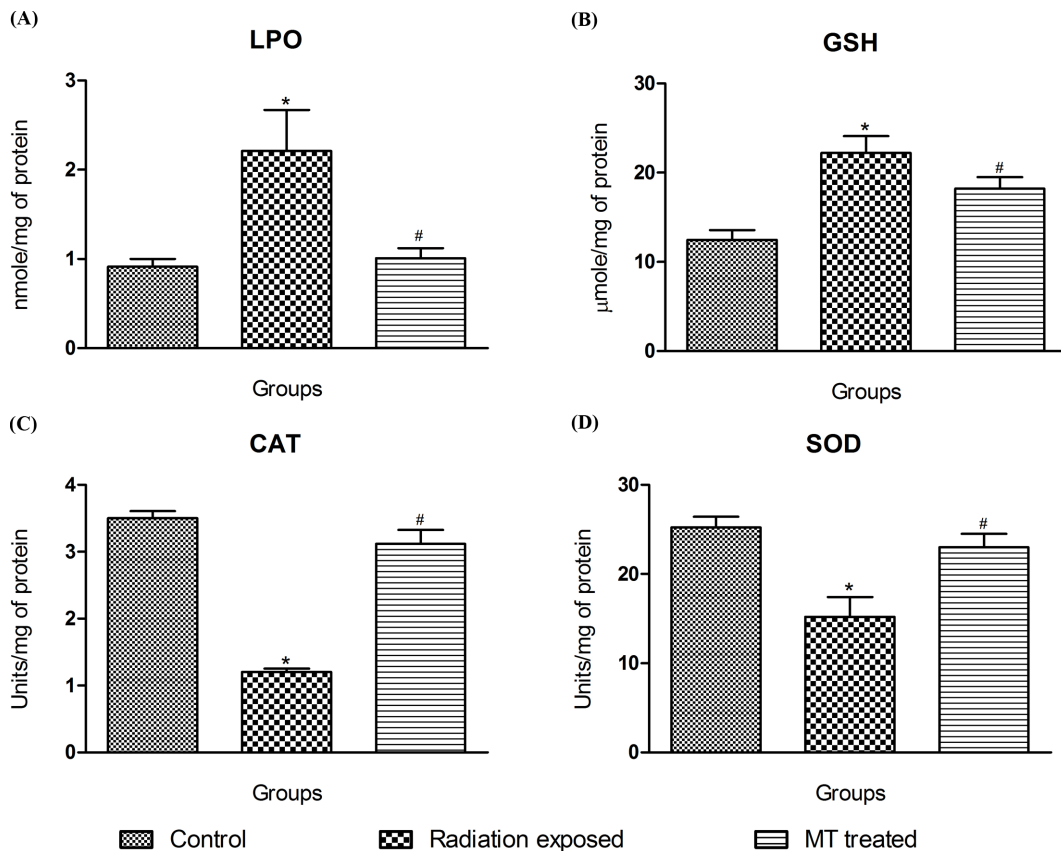 (A)
LPO
nmole/mg of protein
3
2
1
0
*
#
Groups
(B)
GSH
μmole/mg of protein
30
20
10
0
*
#
Groups
(C)
CAT
Units/mg of protein
4
3
2
1
0
*
#
Groups
(D)
SOD
Units/mg of protein
30
20
10
0
*
#
Groups
Control
Radiation exposed
MT treated